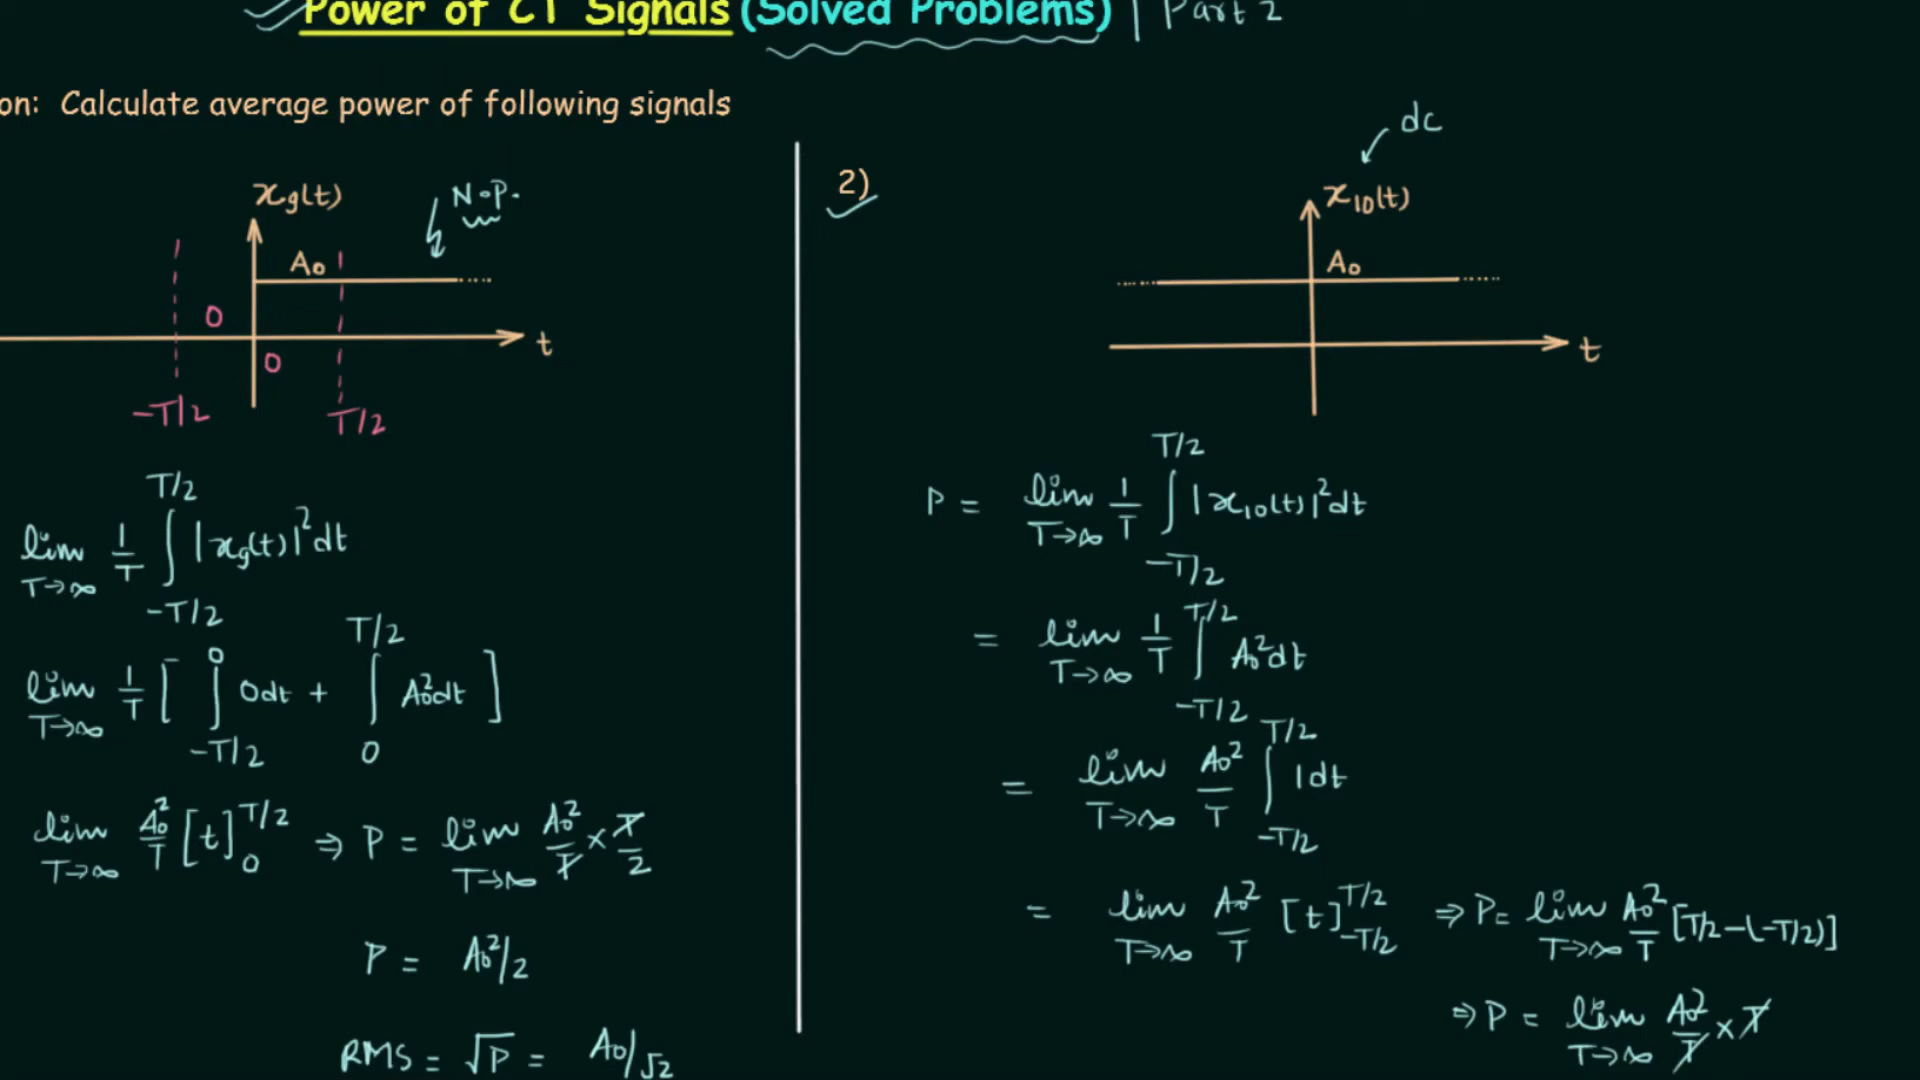 Power of CT Signals (Solved Problems) | Part 2
on: Calculate average power of following signals
x₉(t)
N.P.
A₀
0
0
t
-T/2
T/2
lim T→∞ 1/T ∫_{-T/2}^{T/2} |x₉(t)|² dt
lim T→∞ 1/T [ ∫_{-T/2}^{0} 0dt + ∫_{0}^{T/2} A₀² dt ]
lim T→∞ A₀²/T [t]_{0}^{T/2} ⇒ P = lim T→∞ A₀²/T × T/2
P = A₀²/2
RMS = √P = A₀/√2
2)
dc
x₁₀(t)
A₀
t
P = lim T→∞ 1/T ∫_{-T/2}^{T/2} |x₁₀(t)|² dt
= lim T→∞ 1/T ∫_{-T/2}^{T/2} A₀² dt
= lim T→∞ A₀²/T ∫_{-T/2}^{T/2} 1dt
= lim T→∞ A₀²/T [t]_{-T/2}^{T/2} ⇒ P = lim T→∞ A₀²/T [T/2-(-T/2)]
⇒ P = lim T→∞ A₀²/T × T